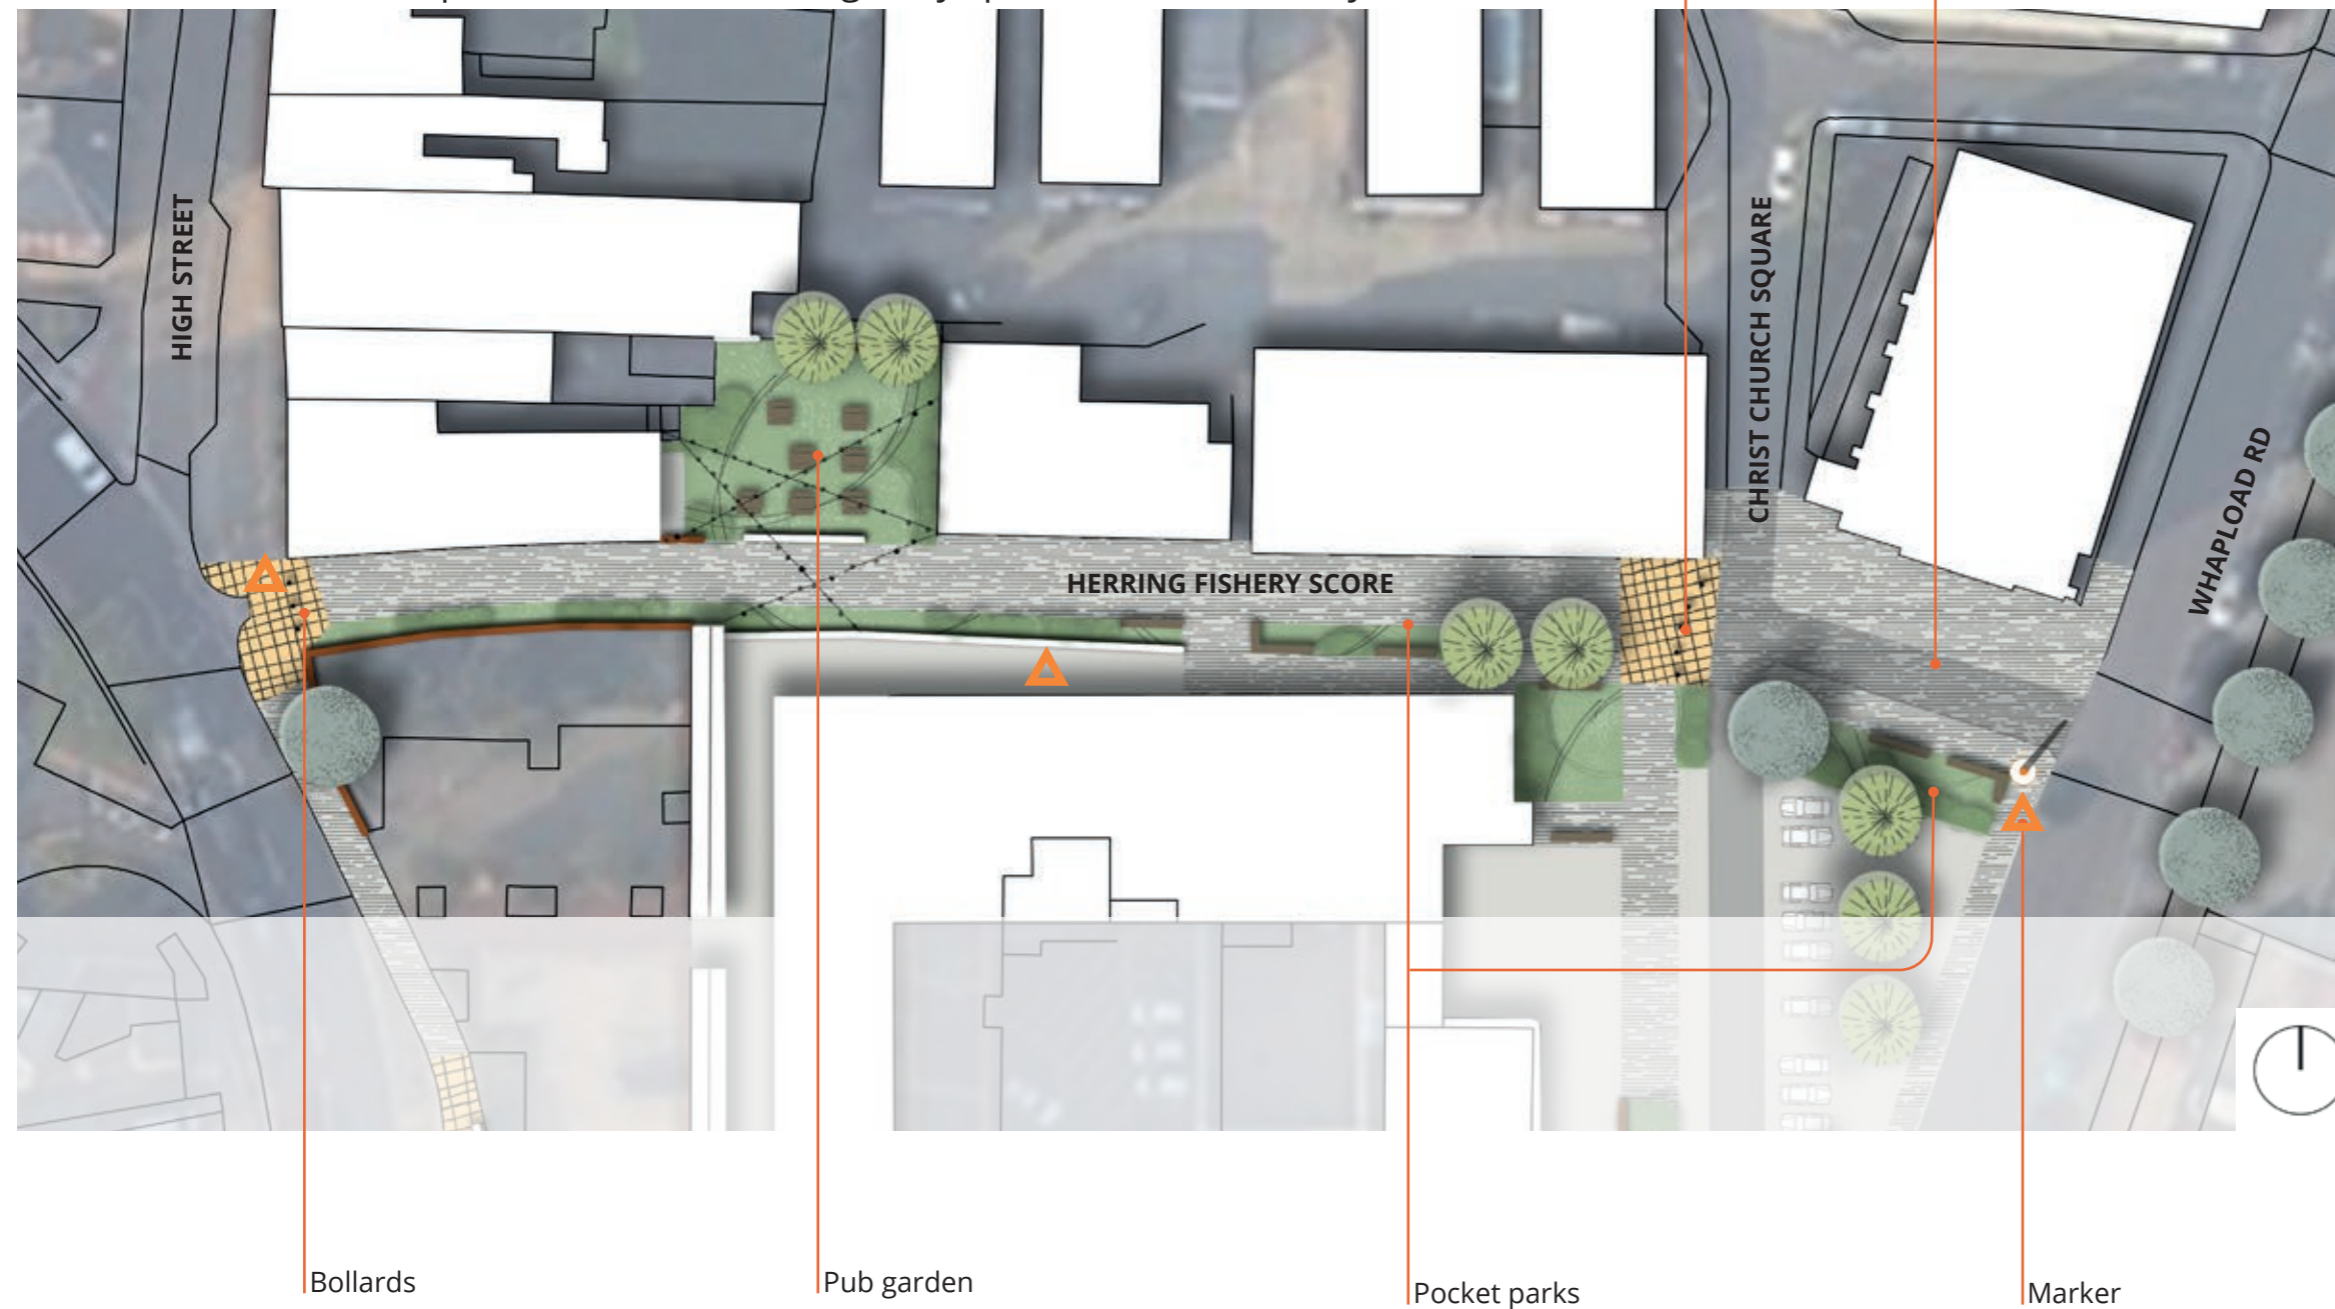 HIGH STREET
CHRIST CHURCH SQUARE
WHAPLOAD RD
HERRING FISHERY SCORE
Bollards
Pub garden
Pocket parks
Marker